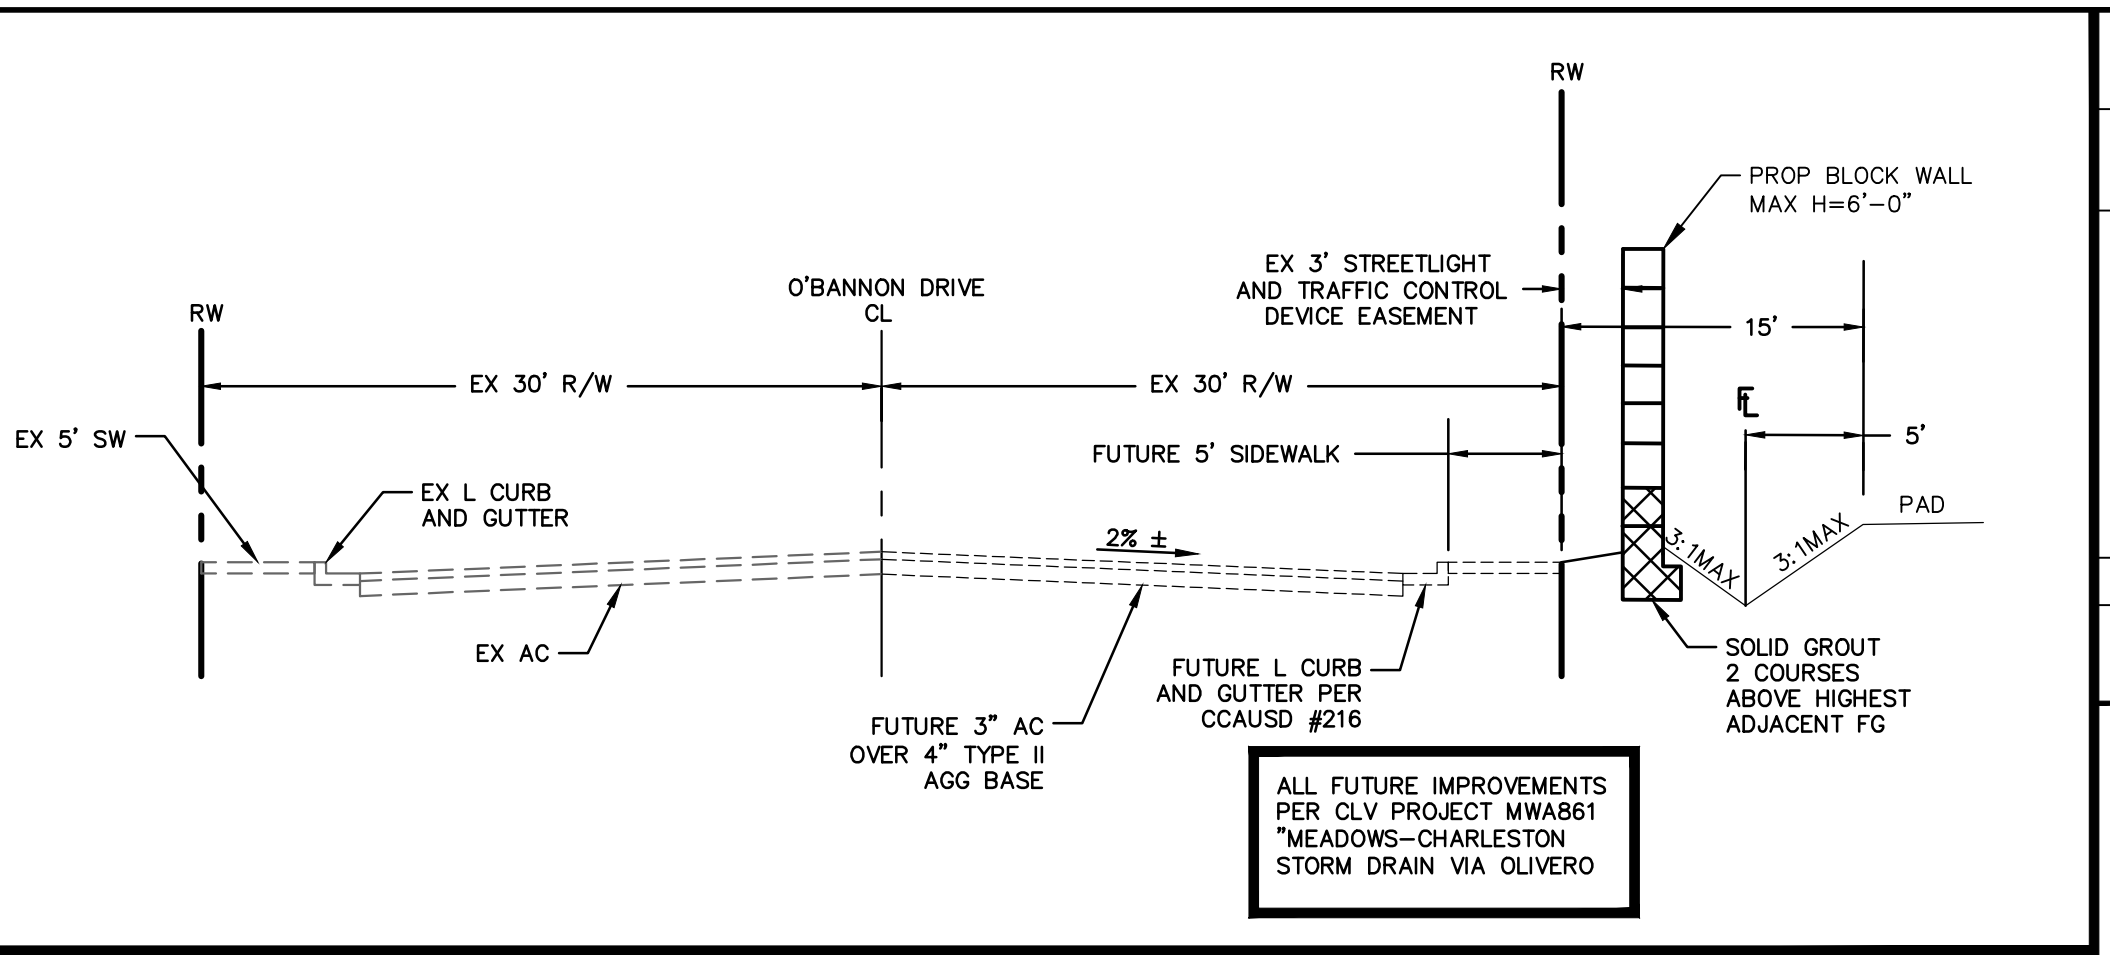 RW
PROP BLOCK WALL
MAX H=6'-0"
EX 3' STREETLIGHT
AND TRAFFIC CONTROL
DEVICE EASEMENT
O'BANNON DRIVE
CL
RW
15'
EX 30' R/W
EX 30' R/W
FL
EX 5' SW
FUTURE 5' SIDEWALK
5'
EX L CURB
AND GUTTER
PAD
2% ±
3:1MAX
3:1MAX
EX AC
SOLID GROUT
2 COURSES
ABOVE HIGHEST
ADJACENT FG
FUTURE L CURB
AND GUTTER PER
CCAUSD #216
FUTURE 3" AC
OVER 4" TYPE II
AGG BASE
ALL FUTURE IMPROVEMENTS
PER CLV PROJECT MWA861
"MEADOWS-CHARLESTON
STORM DRAIN VIA OLIVERO